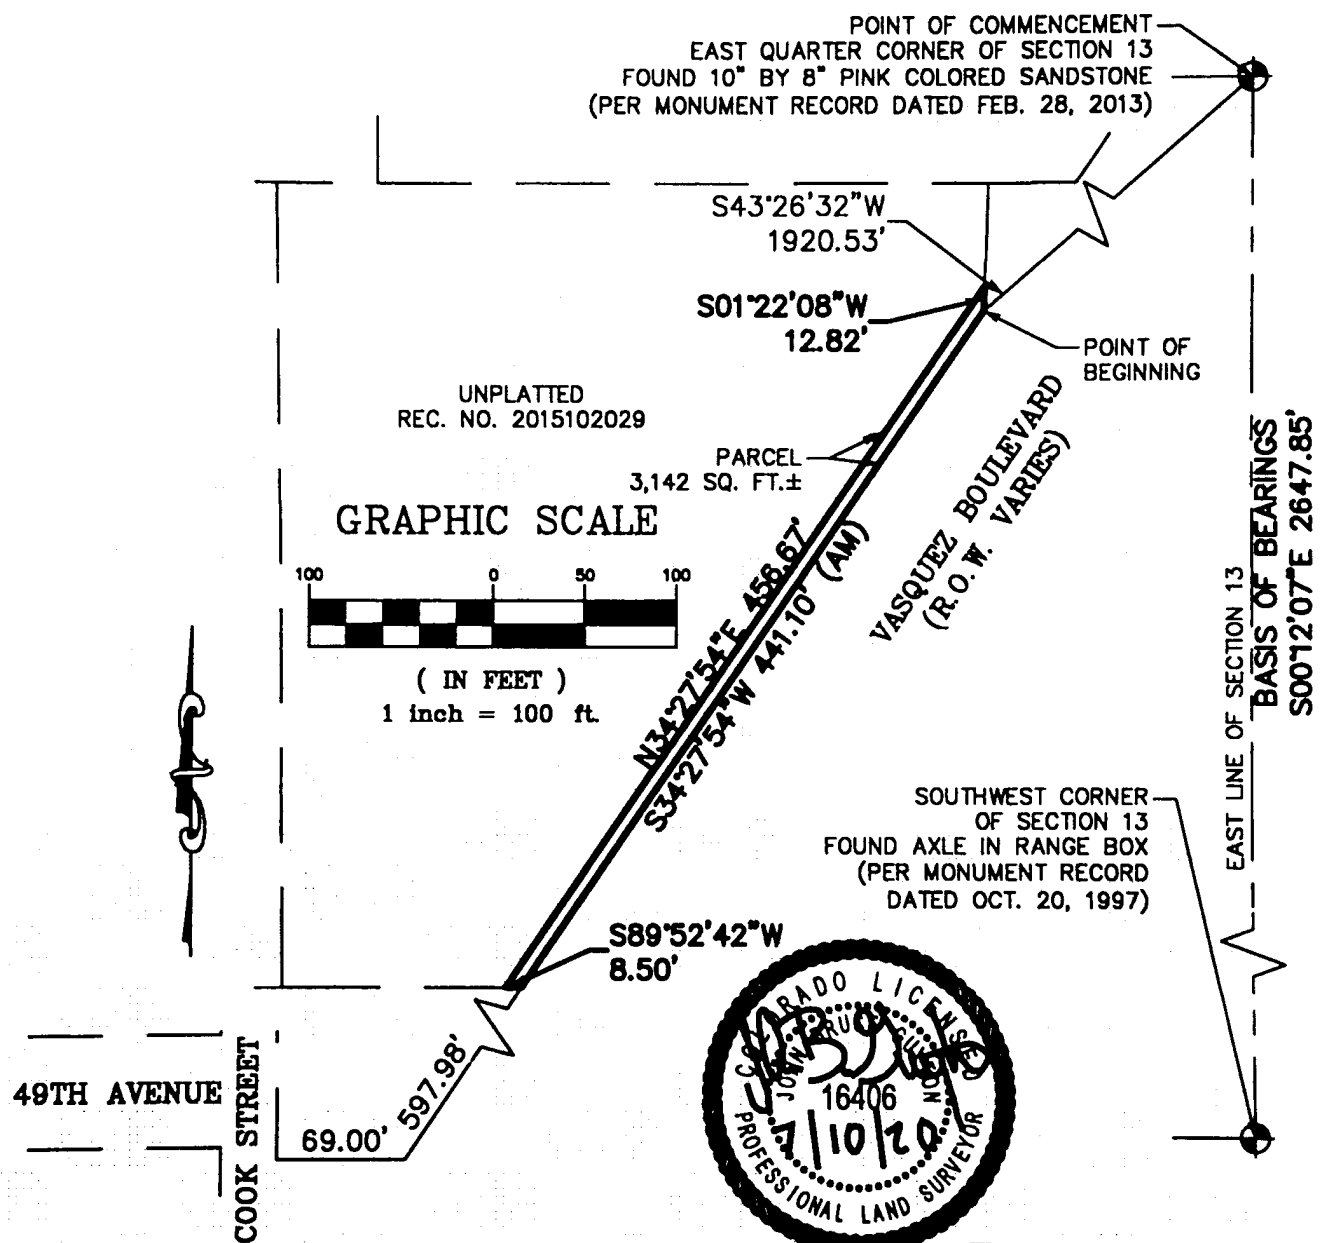 POINT OF COMMENCEMENT
EAST QUARTER CORNER OF SECTION 13
FOUND 10" BY 8" PINK COLORED SANDSTONE
(PER MONUMENT RECORD DATED FEB. 28, 2013)
S43°26'32"W
1920.53'
S01°22'08"W
12.82'
POINT OF
BEGINNING
UNPLATTED
REC. NO. 2015102029
PARCEL
3,142 SQ. FT.±
VASQUEZ BOULEVARD
(R.O.W. VARIES)
GRAPHIC SCALE
100 0 50 100
( IN FEET )
1 inch = 100 ft.
N34°27'54"E 456.67'
S34°27'54"W 441.10' (AM)
EAST LINE OF SECTION 13
BASIS OF BEARINGS
S00°12'07"E 2647.85'
SOUTHWEST CORNER
OF SECTION 13
FOUND AXLE IN RANGE BOX
(PER MONUMENT RECORD
DATED OCT. 20, 1997)
S89°52'42"W
8.50'
49TH AVENUE
COOK STREET
69.00'
597.98'
COLORADO LICENSED
JOHN
16406
7/10/20
PROFESSIONAL LAND SURVEYOR